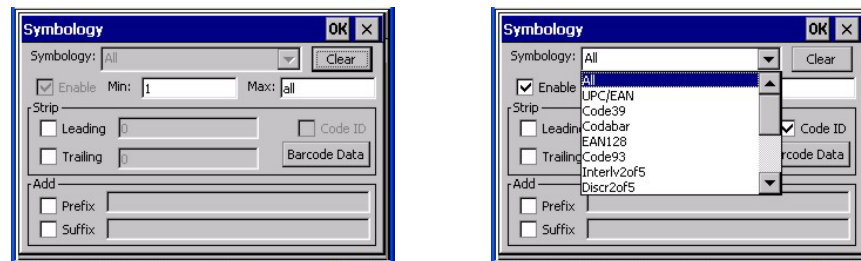 Symbology OK ×
Symbology: All Clear
Enable Min: 1 Max: all
Strip
Leading 0 Code ID
Trailing 0 Barcode Data
Add
Prefix
Suffix
Symbology OK ×
Symbology: All Clear
Enable
All
UPC/EAN
Code39
Codabar
EAN128
Code93
Interlv2of5
Discr2of5
Strip
Leadin Code ID
Trailing rcode Data
Add
Prefix
Suffix